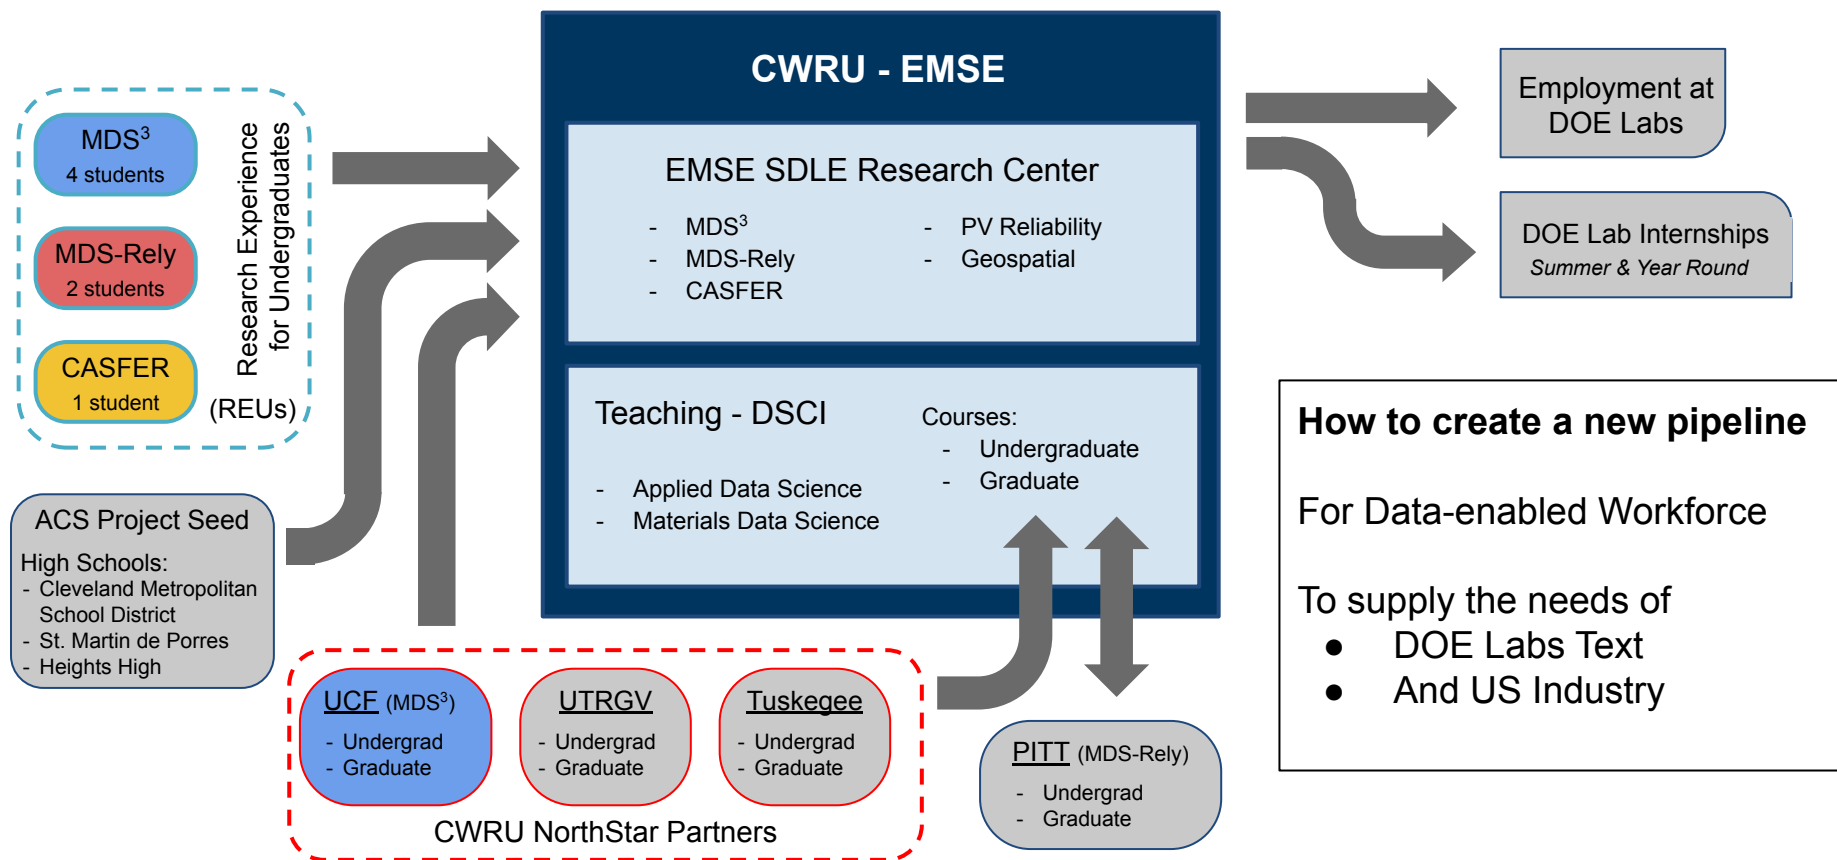 CWRU - EMSE
MDS³
4 students
MDS-Rely
2 students
CASFER
1 student
Research Experience
for Undergraduates
(REUs)
EMSE SDLE Research Center
- MDS³
- MDS-Rely
- CASFER
- PV Reliability
- Geospatial
Teaching - DSCI
- Applied Data Science
- Materials Data Science
Courses:
- Undergraduate
- Graduate
Employment at
DOE Labs
DOE Lab Internships
Summer & Year Round
ACS Project Seed
High Schools:
- Cleveland Metropolitan
School District
- St. Martin de Porres
- Heights High
UCF (MDS³)
- Undergrad
- Graduate
UTRGV
- Undergrad
- Graduate
Tuskegee
- Undergrad
- Graduate
CWRU NorthStar Partners
PITT (MDS-Rely)
- Undergrad
- Graduate
How to create a new pipeline
For Data-enabled Workforce
To supply the needs of
● DOE Labs Text
● And US Industry